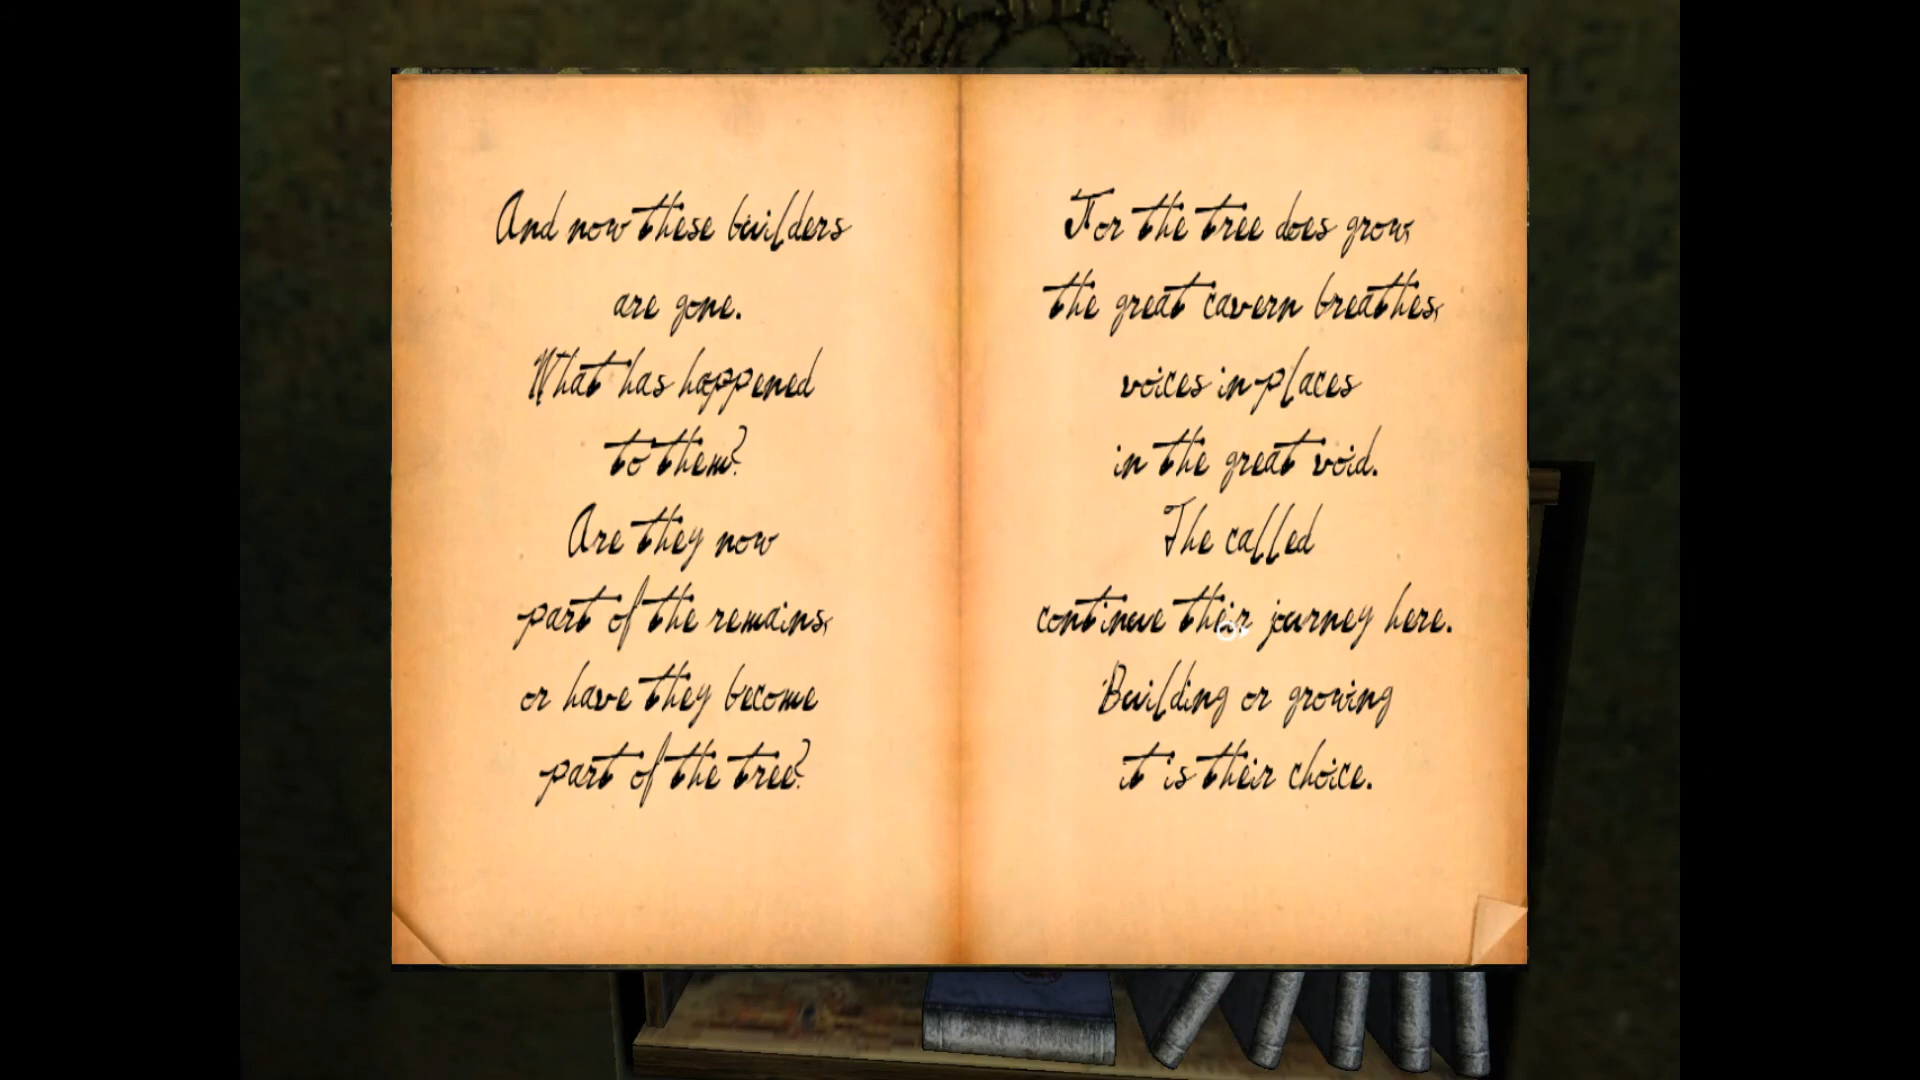 And now these builders
are gone.
What has happened
to them?
Are they now
part of the remains,
or have they become
part of the tree?
For the tree does grow,
the great cavern breathes,
voices in places
in the great void.
The called
continue their journey here.
Building or growing
it is their choice.